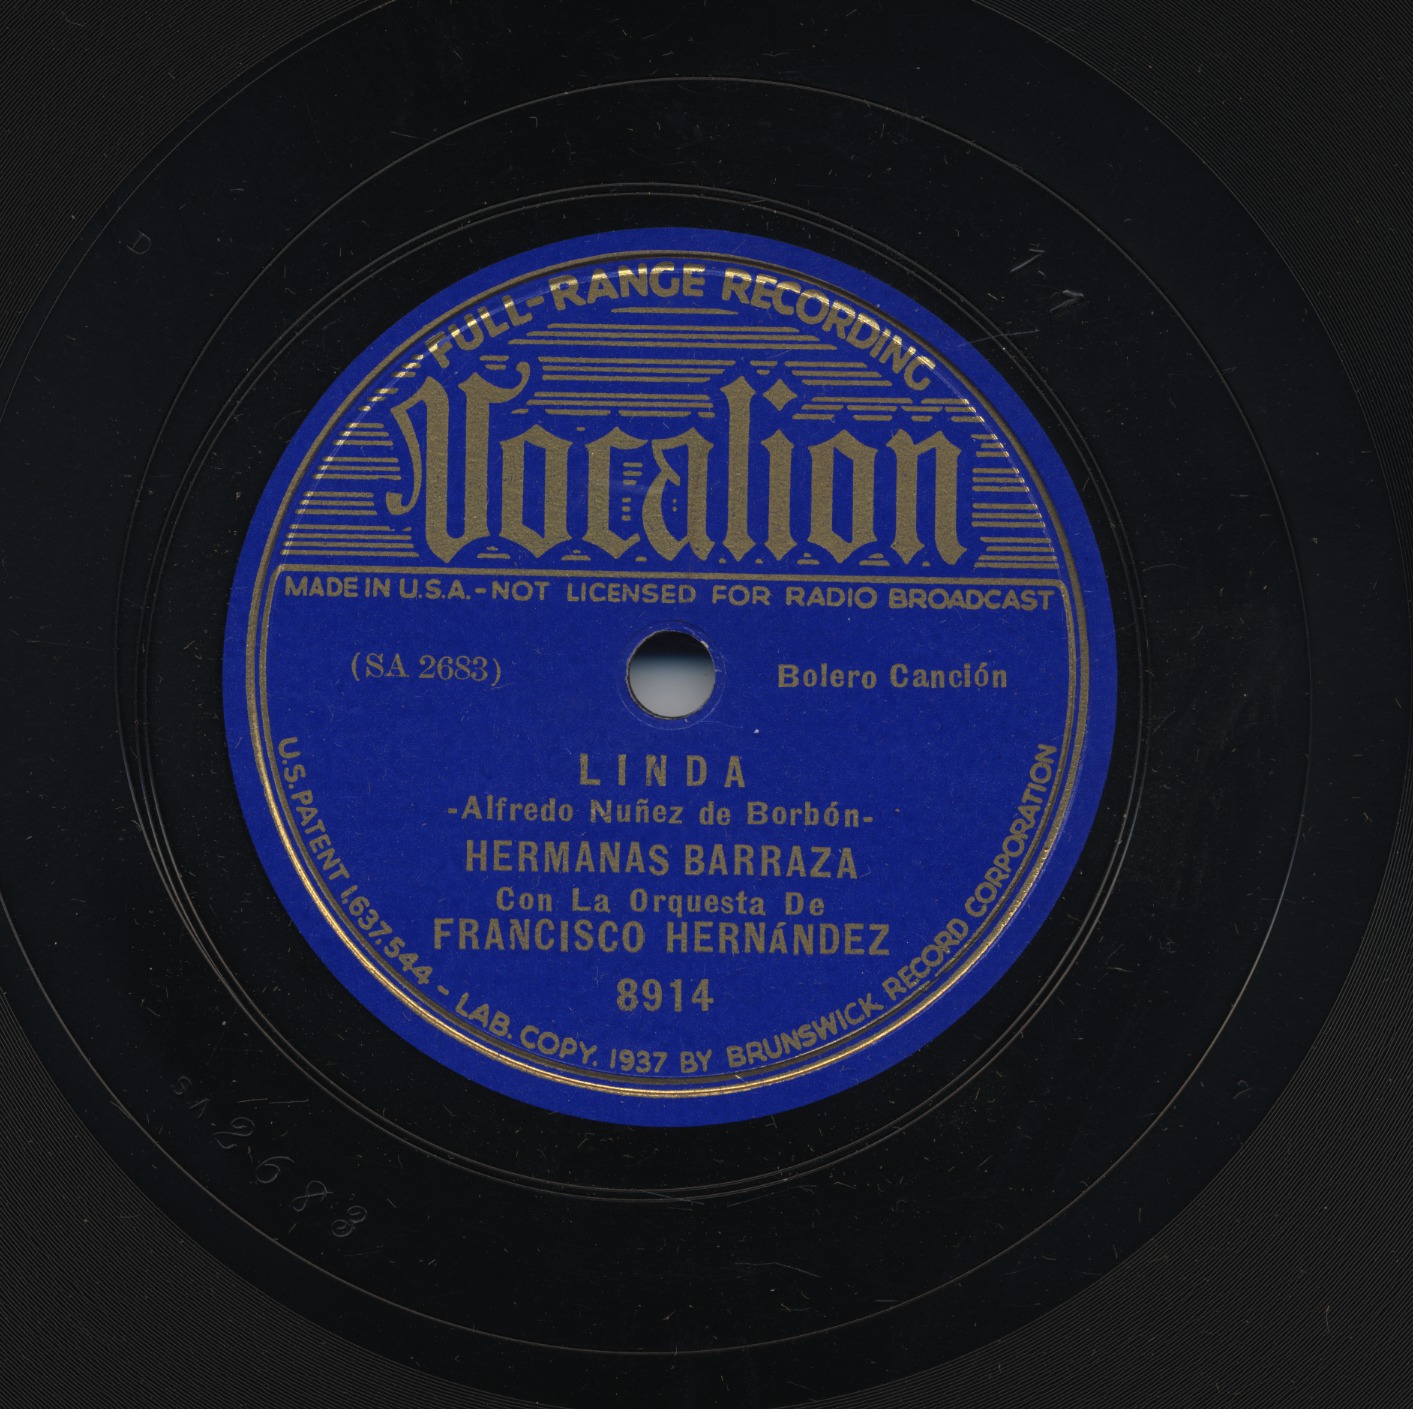 FULL-RANGE RECORDING
Vocalion
MADE IN U.S.A.-NOT LICENSED FOR RADIO BROADCAST
(SA 2683)
Bolero Canción
LINDA
-Alfredo Nuñez de Borbón-
HERMANAS BARRAZA
Con La Orquesta De
FRANCISCO HERNÁNDEZ
8914
U.S. PATENT 1,637,544 - LAB. COPY. 1937 BY BRUNSWICK RECORD CORPORATION
SA 2683